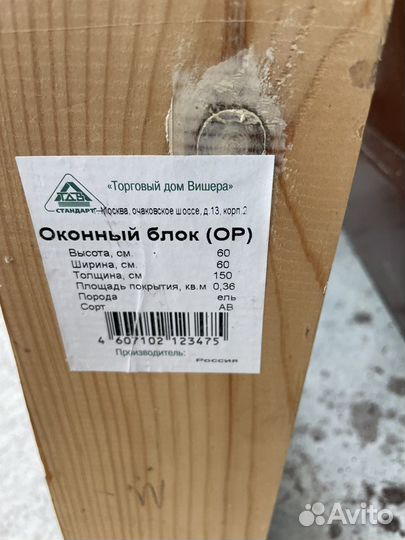 «Торговый дом Вишера»
СТАНДАРТ
Москва, очаковское шоссе, д.13, корп.2
Оконный блок (ОР)
Высота, см. 60
Ширина, см. 60
Толщина, см 150
Площадь покрытия, кв.м 0,36
Порода ель
Сорт АВ
4 607102 123475
Производитель:
Россия
Avito